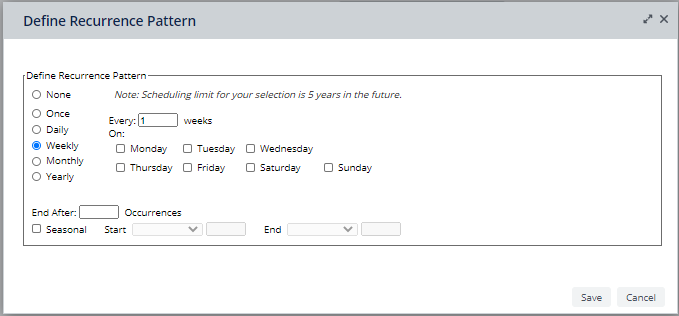 Define Recurrence Pattern
Define Recurrence Pattern
None
Note: Scheduling limit for your selection is 5 years in the future.
Once
Daily
Weekly
Monthly
Yearly
Every: 1 weeks
On:
Monday Tuesday Wednesday
Thursday Friday Saturday Sunday
End After: Occurrences
Seasonal Start End
Save Cancel